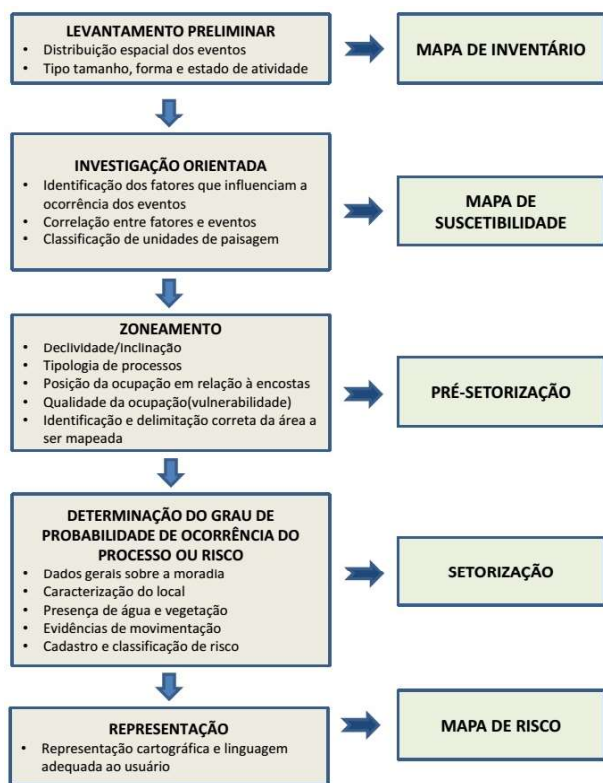 LEVANTAMENTO PRELIMINAR
• Distribuição espacial dos eventos
• Tipo tamanho, forma e estado de atividade
MAPA DE INVENTÁRIO
INVESTIGAÇÃO ORIENTADA
• Identificação dos fatores que influenciam a
ocorrência dos eventos
• Correlação entre fatores e eventos
• Classificação de unidades de paisagem
MAPA DE
SUSCETIBILIDADE
ZONEAMENTO
• Declividade/Inclinação
• Tipologia de processos
• Posição da ocupação em relação à encostas
• Qualidade da ocupação(vulnerabilidade)
• Identificação e delimitação correta da área a
ser mapeada
PRÉ-SETORIZAÇÃO
DETERMINAÇÃO DO GRAU DE
PROBABILIDADE DE OCORRÊNCIA DO
PROCESSO OU RISCO
• Dados gerais sobre a moradia
• Caracterização do local
• Presença de água e vegetação
• Evidências de movimentação
• Cadastro e classificação de risco
SETORIZAÇÃO
REPRESENTAÇÃO
• Representação cartográfica e linguagem
adequada ao usuário
MAPA DE RISCO